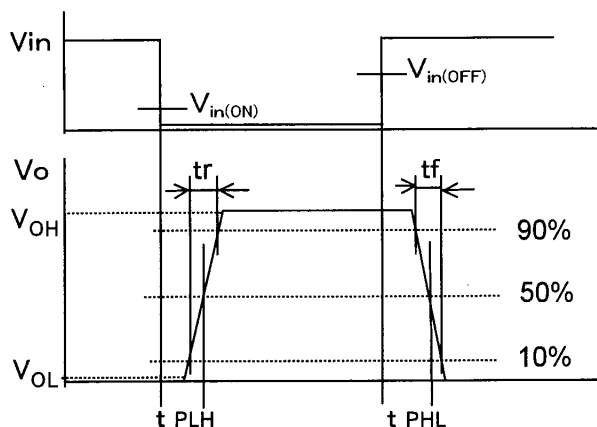 Vin
Vin(OFF)
Vin(ON)
Vo
tr
tf
VOH
90%
50%
10%
VOL
t PLH
t PHL